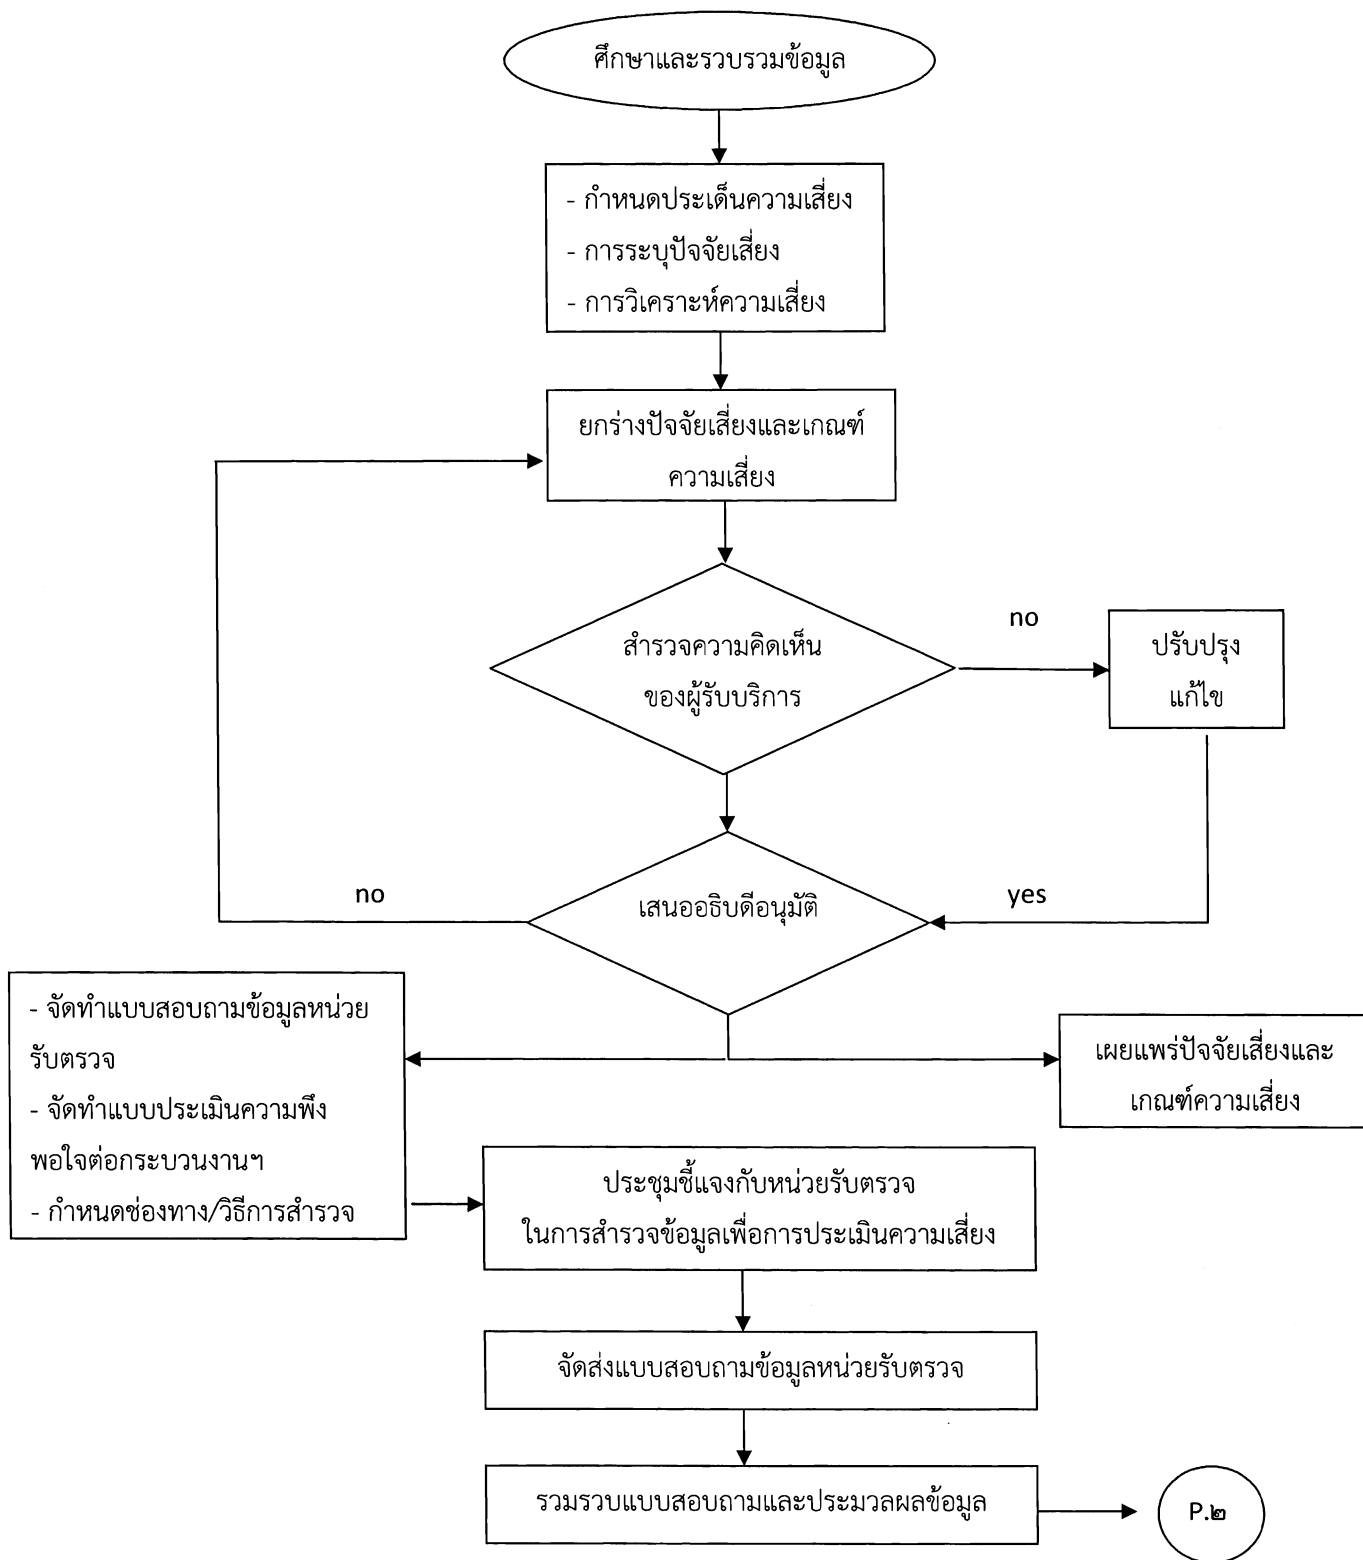 ศึกษาและรวบรวมข้อมูล
- กำหนดประเด็นความเสี่ยง
- การระบุปัจจัยเสี่ยง
- การวิเคราะห์ความเสี่ยง
ยกร่างปัจจัยเสี่ยงและเกณฑ์
ความเสี่ยง
สำรวจความคิดเห็น
ของผู้รับบริการ
no
ปรับปรุง
แก้ไข
no
เสนออธิบดีอนุมัติ
yes
- จัดทำแบบสอบถามข้อมูลหน่วย
รับตรวจ
- จัดทำแบบประเมินความพึง
พอใจต่อกระบวนงานฯ
- กำหนดช่องทาง/วิธีการสำรวจ
เผยแพร่ปัจจัยเสี่ยงและ
เกณฑ์ความเสี่ยง
ประชุมชี้แจงกับหน่วยรับตรวจ
ในการสำรวจข้อมูลเพื่อการประเมินความเสี่ยง
จัดส่งแบบสอบถามข้อมูลหน่วยรับตรวจ
รวมรวบแบบสอบถามและประมวลผลข้อมูล
P.๒